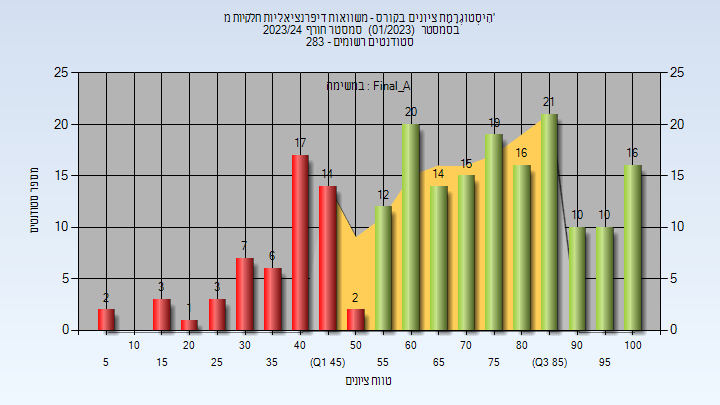 היסטוגרמת ציונים בקורס - משוואות דיפרנציאליות חלקיות מ'
בסמסטר (01/2023) סמסטר חורף 2023/24
סטודנטים רשומים - 283
במשימה : Final_A
25 25
20 20
15 15
10 10
5 5
0 0
מספר סטודנטים
2 3 1 3 7 6 17 14 2 12 20 14 15 19 16 21 10 10 16
10 20 30 40 50 60 70 80 90 100
5 15 25 35 (Q1 45) 55 65 75 (Q3 85) 95
טווח ציונים